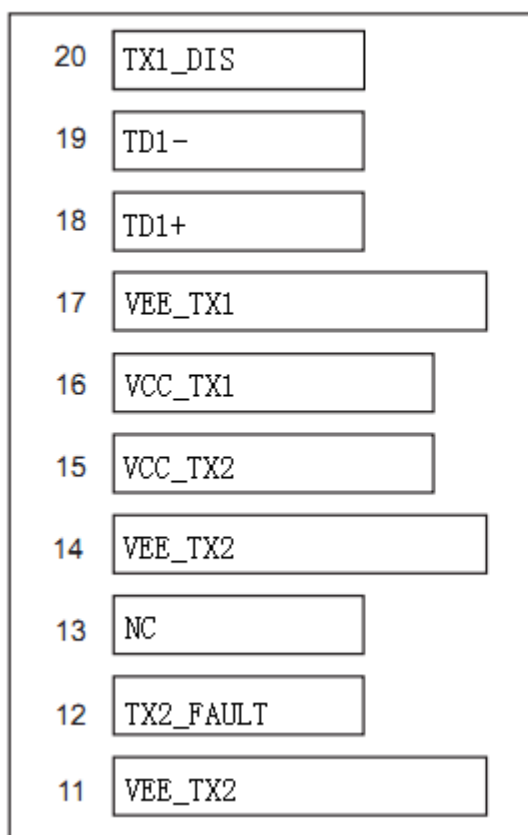 20 TX1_DIS
19 TD1-
18 TD1+
17 VEE_TX1
16 VCC_TX1
15 VCC_TX2
14 VEE_TX2
13 NC
12 TX2_FAULT
11 VEE_TX2